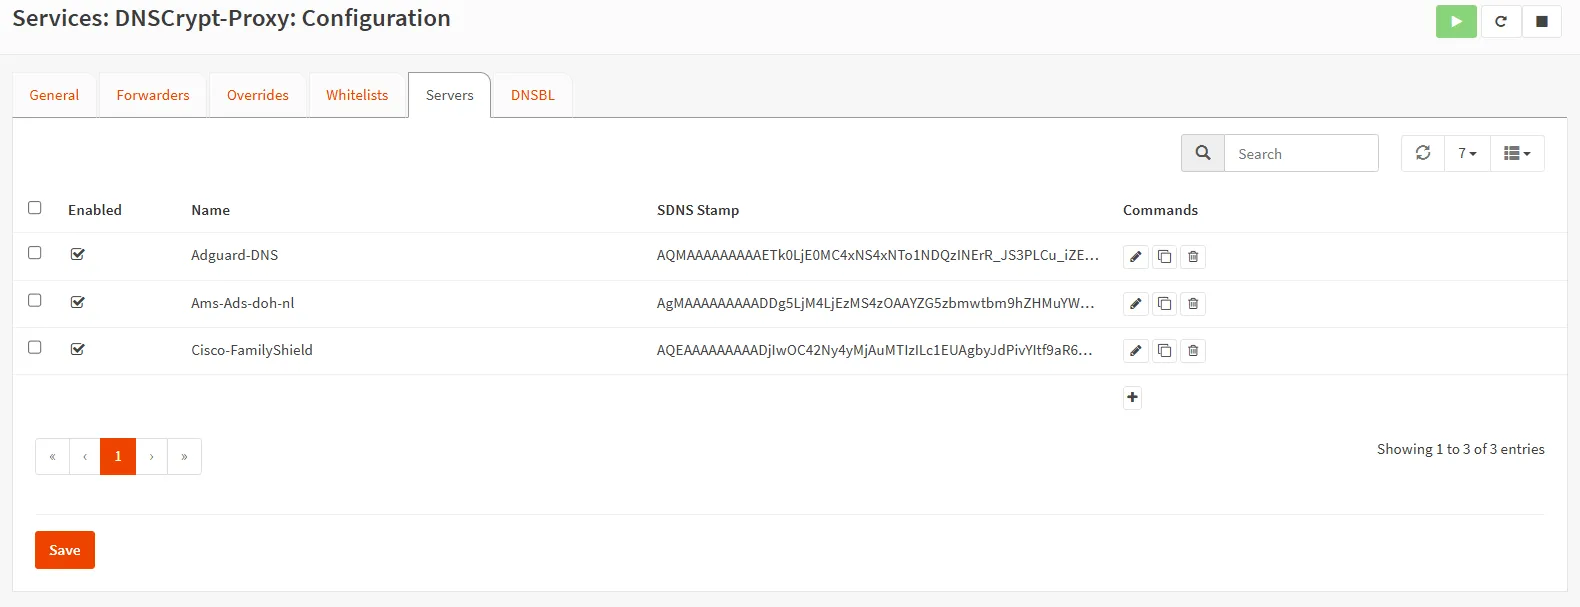 Services: DNSCrypt-Proxy: Configuration
General Forwarders Overrides Whitelists Servers DNSBL
Search 7
Enabled Name SDNS Stamp Commands
Adguard-DNS AQMAAAAAAAAAETk0LjE0MC4xNS4xNTo1NDQzINErR_JS3PLCu_iZE...
Ams-Ads-doh-nl AgMAAAAAAAAADDg5LjM4LjEzMS4zOAAYZG5zbmwtbm9hZHMuYW...
Cisco-FamilyShield AQEAAAAAAAAADjIwOC42Ny4yMjAuMTIzILc1EUAgbyJdPivYItf9aR6...
« ‹ 1 › »
Showing 1 to 3 of 3 entries
Save